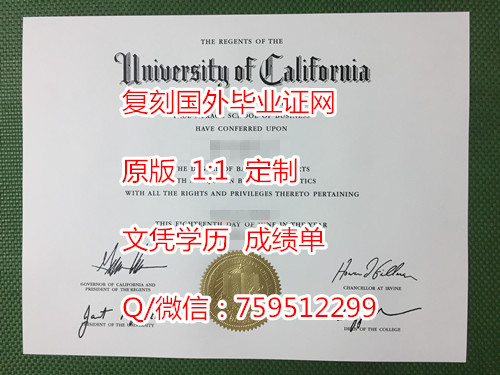 THE REGENTS OF THE
University of California
复刻国外毕业证网
SCHOOL OF BUSINESS
HAVE CONFERRED UPON
原版 1:1 定制
WITH ALL THE RIGHTS AND PRIVILEGES THERETO PERTAINING
THIS EIGHTEENTH DAY OF JUNE IN THE YEAR
文凭学历 成绩单
GOVERNOR OF CALIFORNIA AND
PRESIDENT OF THE REGENTS
CHANCELLOR AT IRVINE
Q/微信：759512299
PRESIDENT OF THE UNIVERSITY
DEAN OF THE COLLEGE